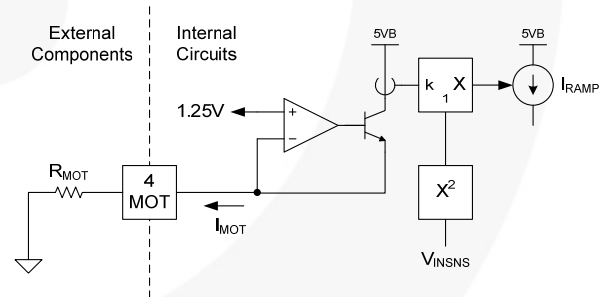 External
Components
Internal
Circuits
5VB
5VB
1.25V
+
−
k
1
X
I_RAMP
R_MOT
4
MOT
I_MOT
X²
V_INSNS